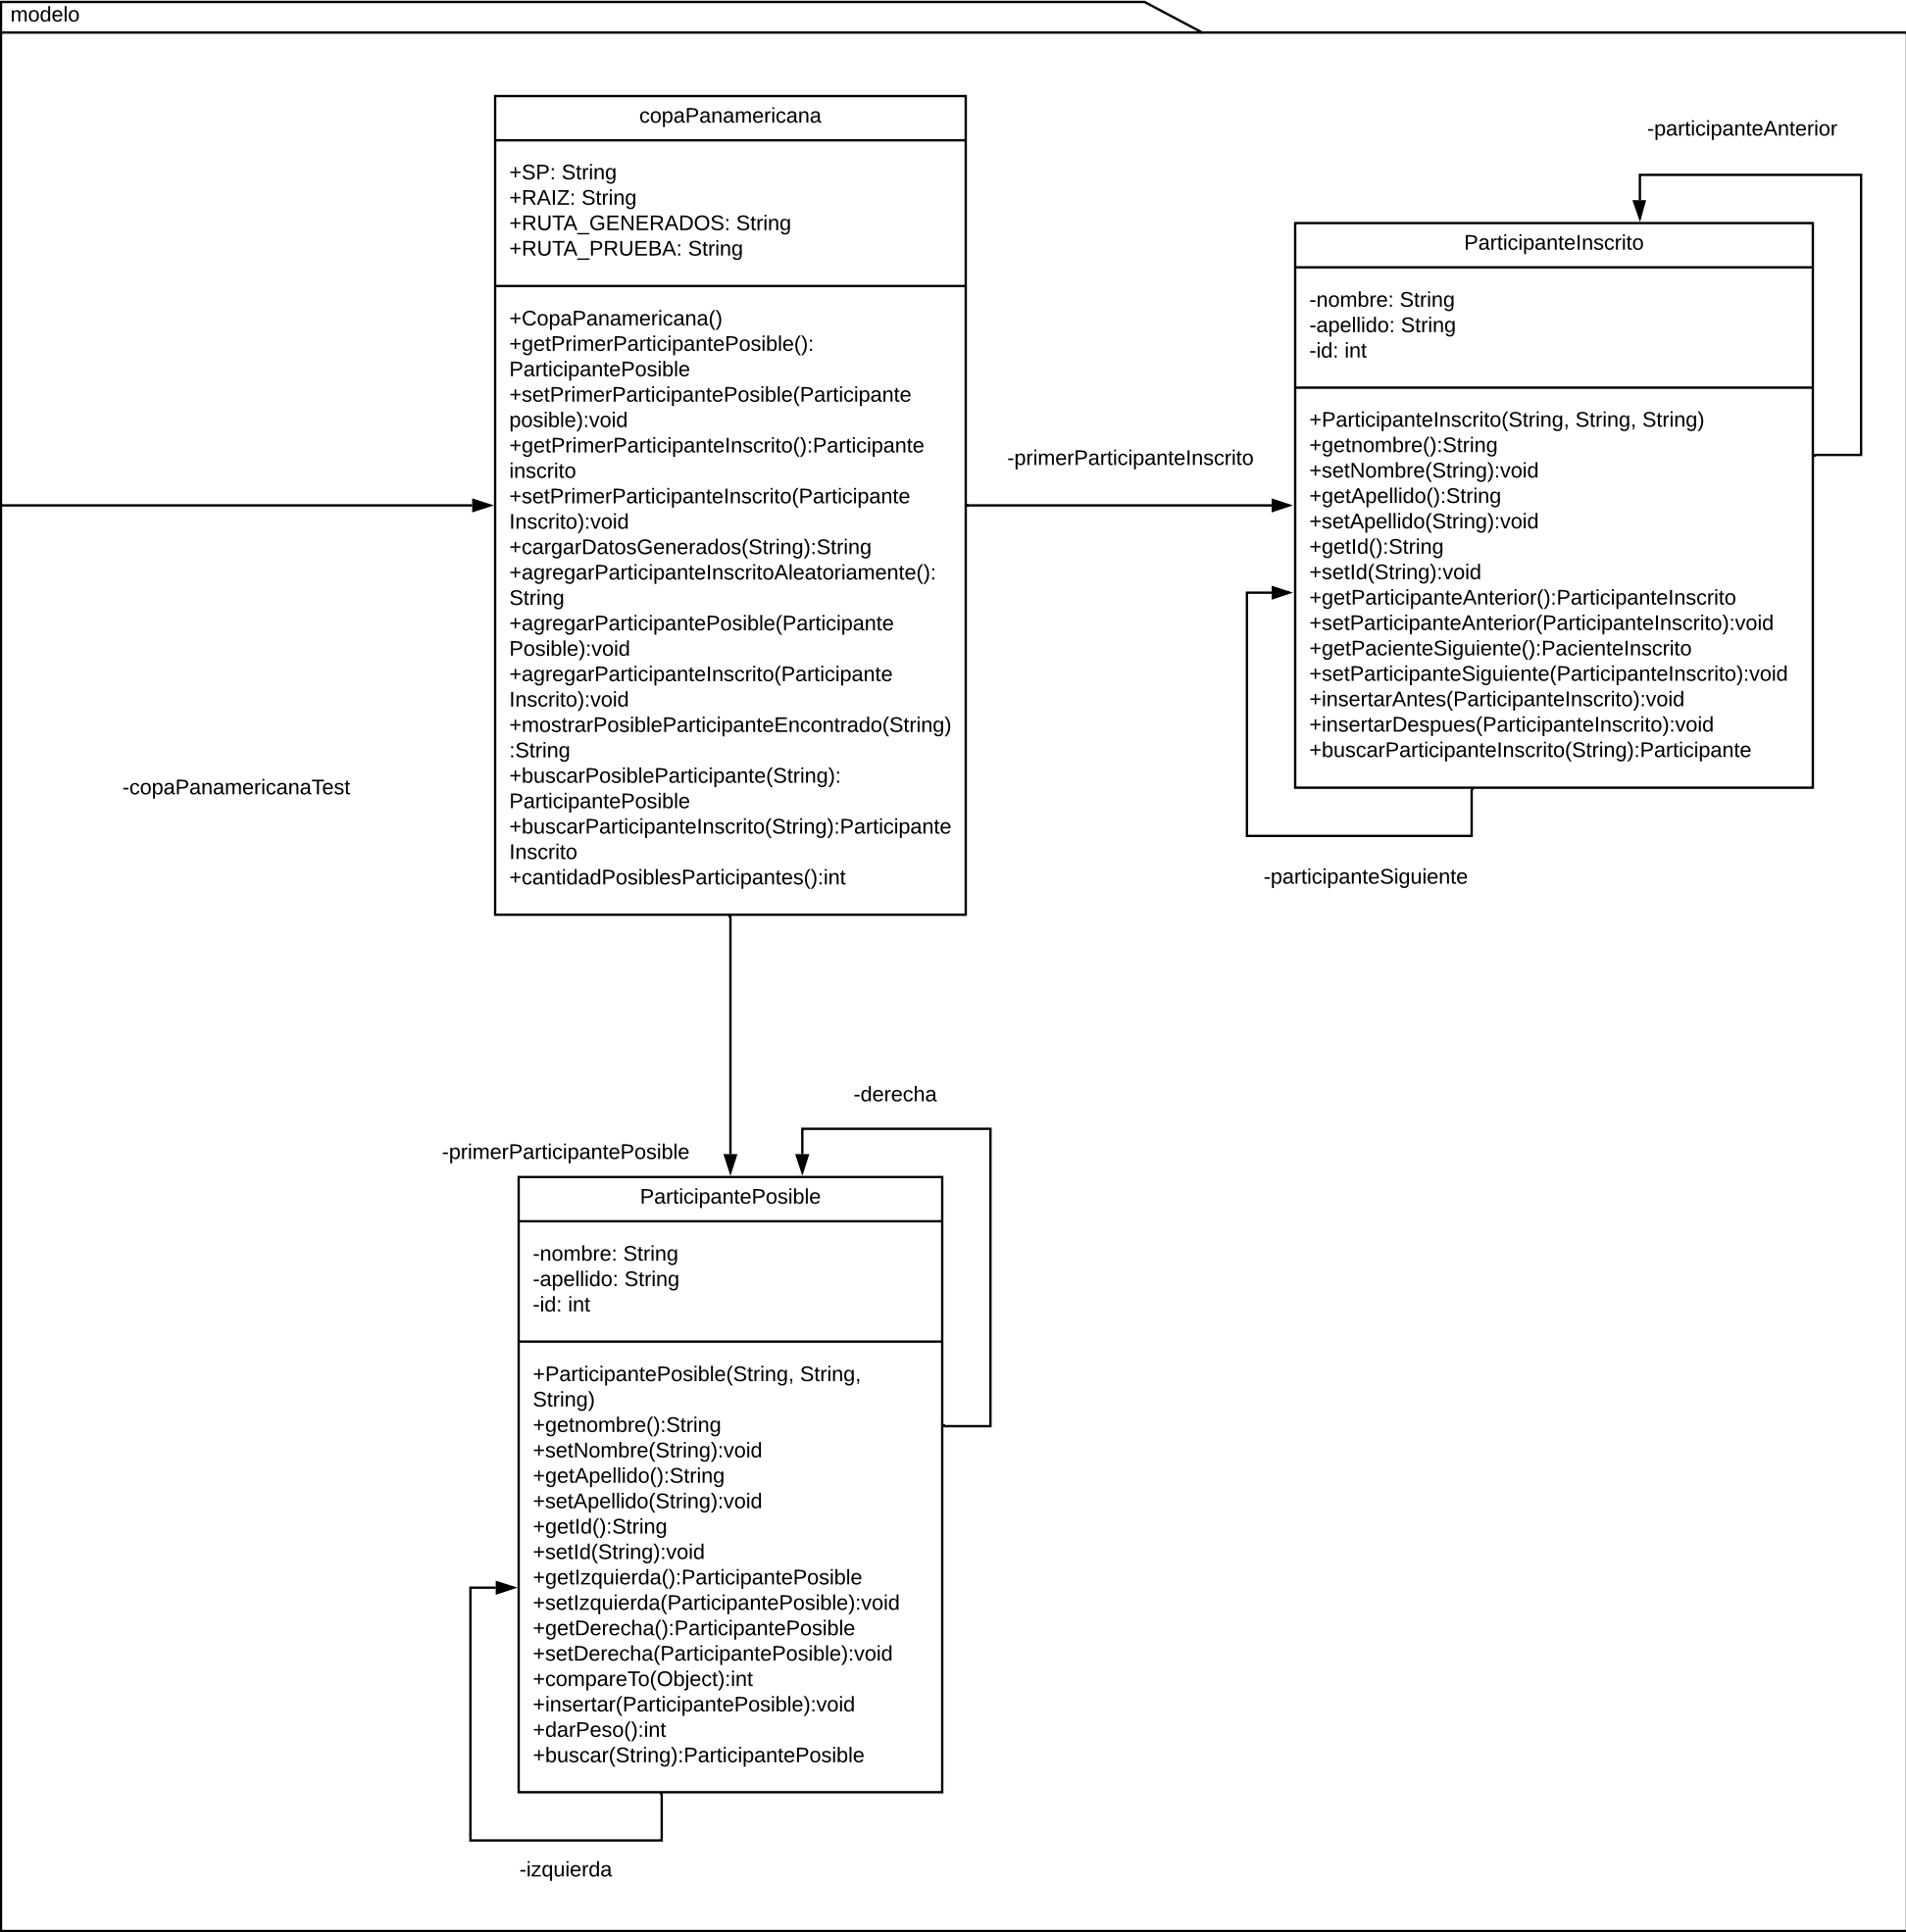 modelo
copaPanamericana
+SP: String
+RAIZ: String
+RUTA_GENERADOS: String
+RUTA_PRUEBA: String
+CopaPanamericana()
+getPrimerParticipantePosible():
ParticipantePosible
+setPrimerParticipantePosible(Participante
posible):void
+getPrimerParticipanteInscrito():Participante
inscrito
+setPrimerParticipanteInscrito(Participante
Inscrito):void
+cargarDatosGenerados(String):String
+agregarParticipanteInscritoAleatoriamente():
String
+agregarParticipantePosible(Participante
Posible):void
+agregarParticipanteInscrito(Participante
Inscrito):void
+mostrarPosibleParticipanteEncontrado(String)
:String
+buscarPosibleParticipante(String):
ParticipantePosible
+buscarParticipanteInscrito(String):Participante
Inscrito
+cantidadPosiblesParticipantes():int
-copaPanamericanaTest
-primerParticipanteInscrito
-participanteAnterior
ParticipanteInscrito
-nombre: String
-apellido: String
-id: int
+ParticipanteInscrito(String, String, String)
+getnombre():String
+setNombre(String):void
+getApellido():String
+setApellido(String):void
+getId():String
+setId(String):void
+getParticipanteAnterior():ParticipanteInscrito
+setParticipanteAnterior(ParticipanteInscrito):void
+getPacienteSiguiente():PacienteInscrito
+setParticipanteSiguiente(ParticipanteInscrito):void
+insertarAntes(ParticipanteInscrito):void
+insertarDespues(ParticipanteInscrito):void
+buscarParticipanteInscrito(String):Participante
-participanteSiguiente
-derecha
-primerParticipantePosible
ParticipantePosible
-nombre: String
-apellido: String
-id: int
+ParticipantePosible(String, String,
String)
+getnombre():String
+setNombre(String):void
+getApellido():String
+setApellido(String):void
+getId():String
+setId(String):void
+getIzquierda():ParticipantePosible
+setIzquierda(ParticipantePosible):void
+getDerecha():ParticipantePosible
+setDerecha(ParticipantePosible):void
+compareTo(Object):int
+insertar(ParticipantePosible):void
+darPeso():int
+buscar(String):ParticipantePosible
-izquierda